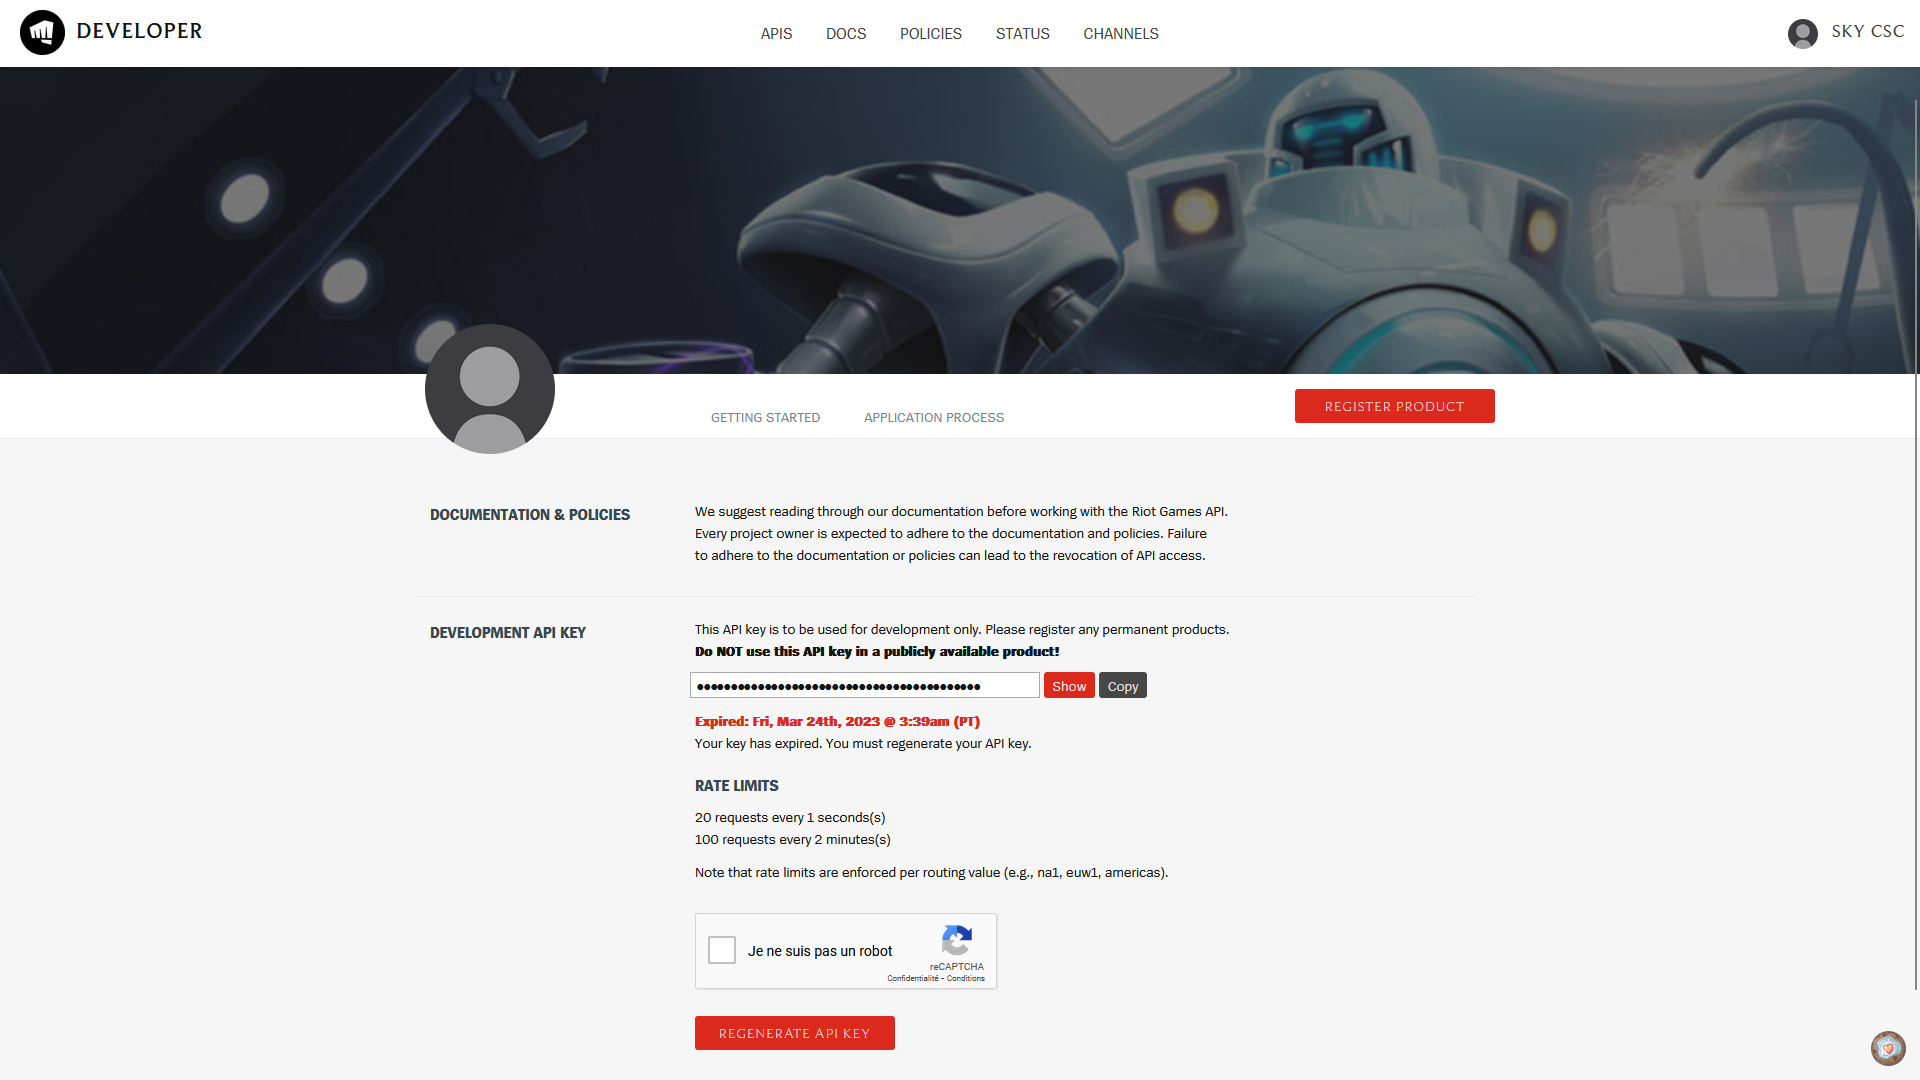 DEVELOPER
APIS
DOCS
POLICIES
STATUS
CHANNELS
SKY CSC
GETTING STARTED
APPLICATION PROCESS
REGISTER PRODUCT
DOCUMENTATION & POLICIES
We suggest reading through our documentation before working with the Riot Games API.
Every project owner is expected to adhere to the documentation and policies. Failure
to adhere to the documentation or policies can lead to the revocation of API access.
DEVELOPMENT API KEY
This API key is to be used for development only. Please register any permanent products.
Do NOT use this API key in a publicly available product!
Show
Copy
Expired: Fri, Mar 24th, 2023 @ 3:39am (PT)
Your key has expired. You must regenerate your API key.
RATE LIMITS
20 requests every 1 seconds(s)
100 requests every 2 minutes(s)
Note that rate limits are enforced per routing value (e.g., na1, euw1, americas).
Je ne suis pas un robot
reCAPTCHA
Confidentialité - Conditions
REGENERATE API KEY